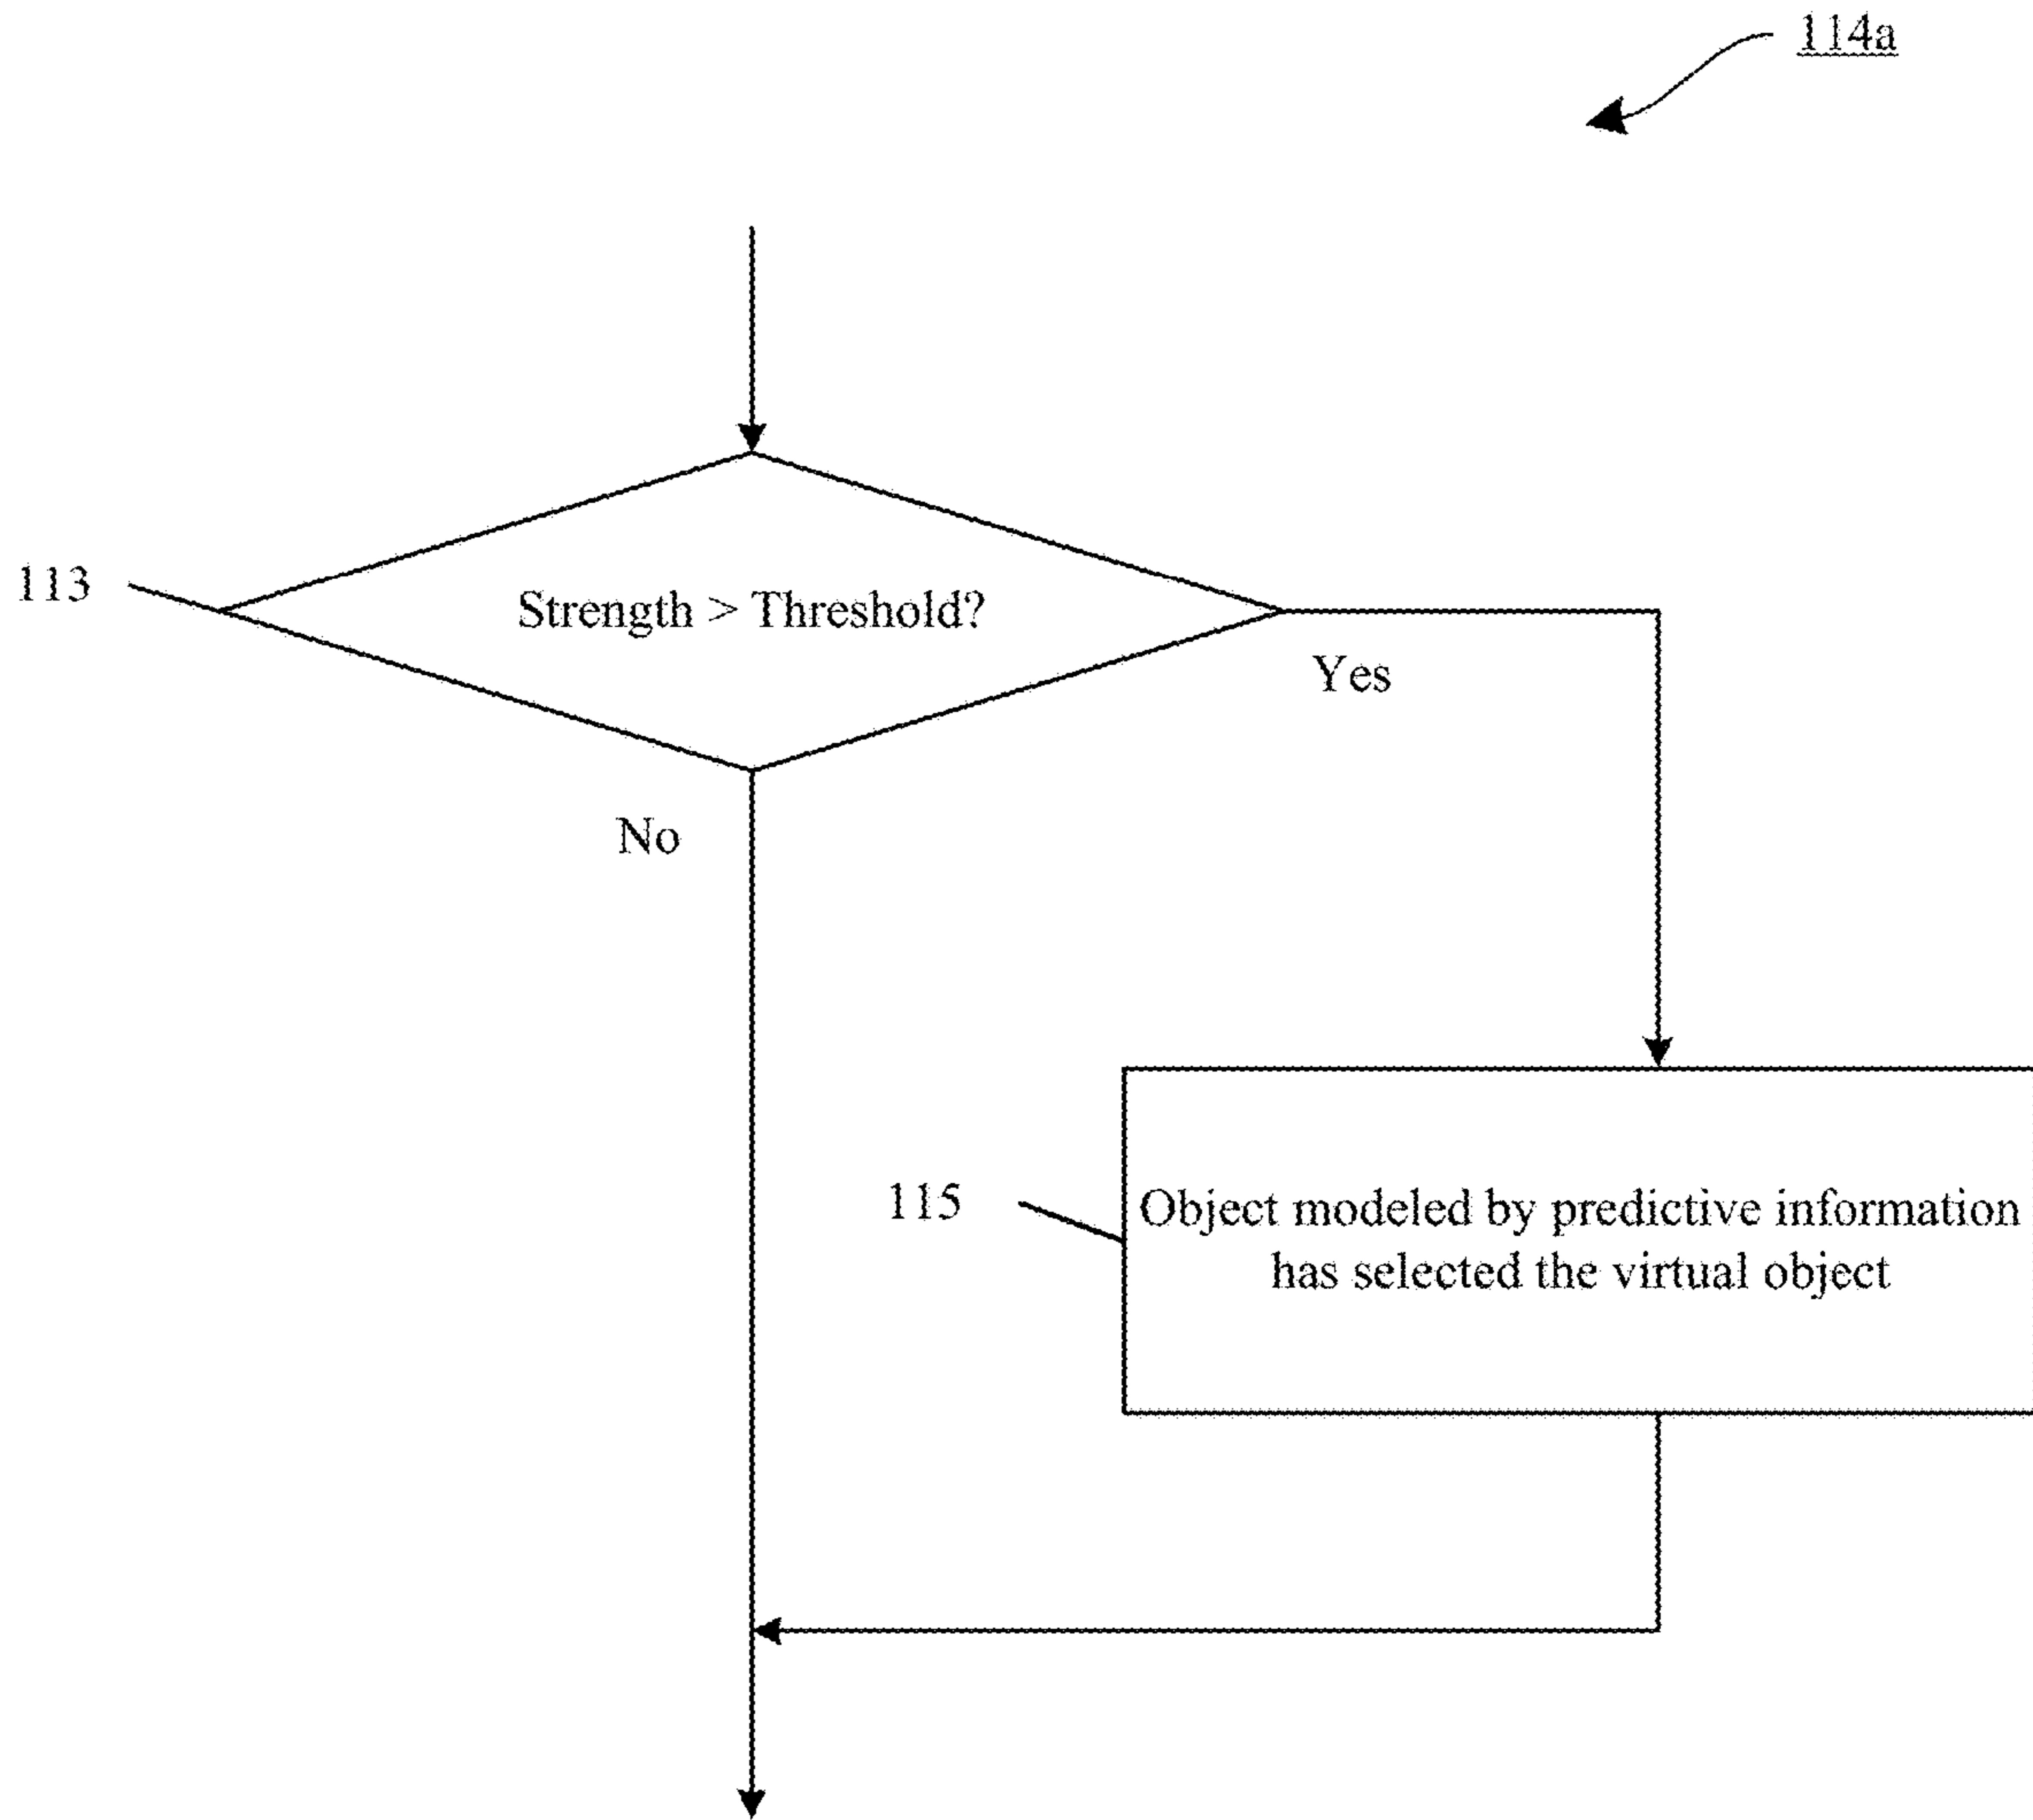 114a
113
Strength > Threshold?
Yes
No
115
Object modeled by predictive information
has selected the virtual object